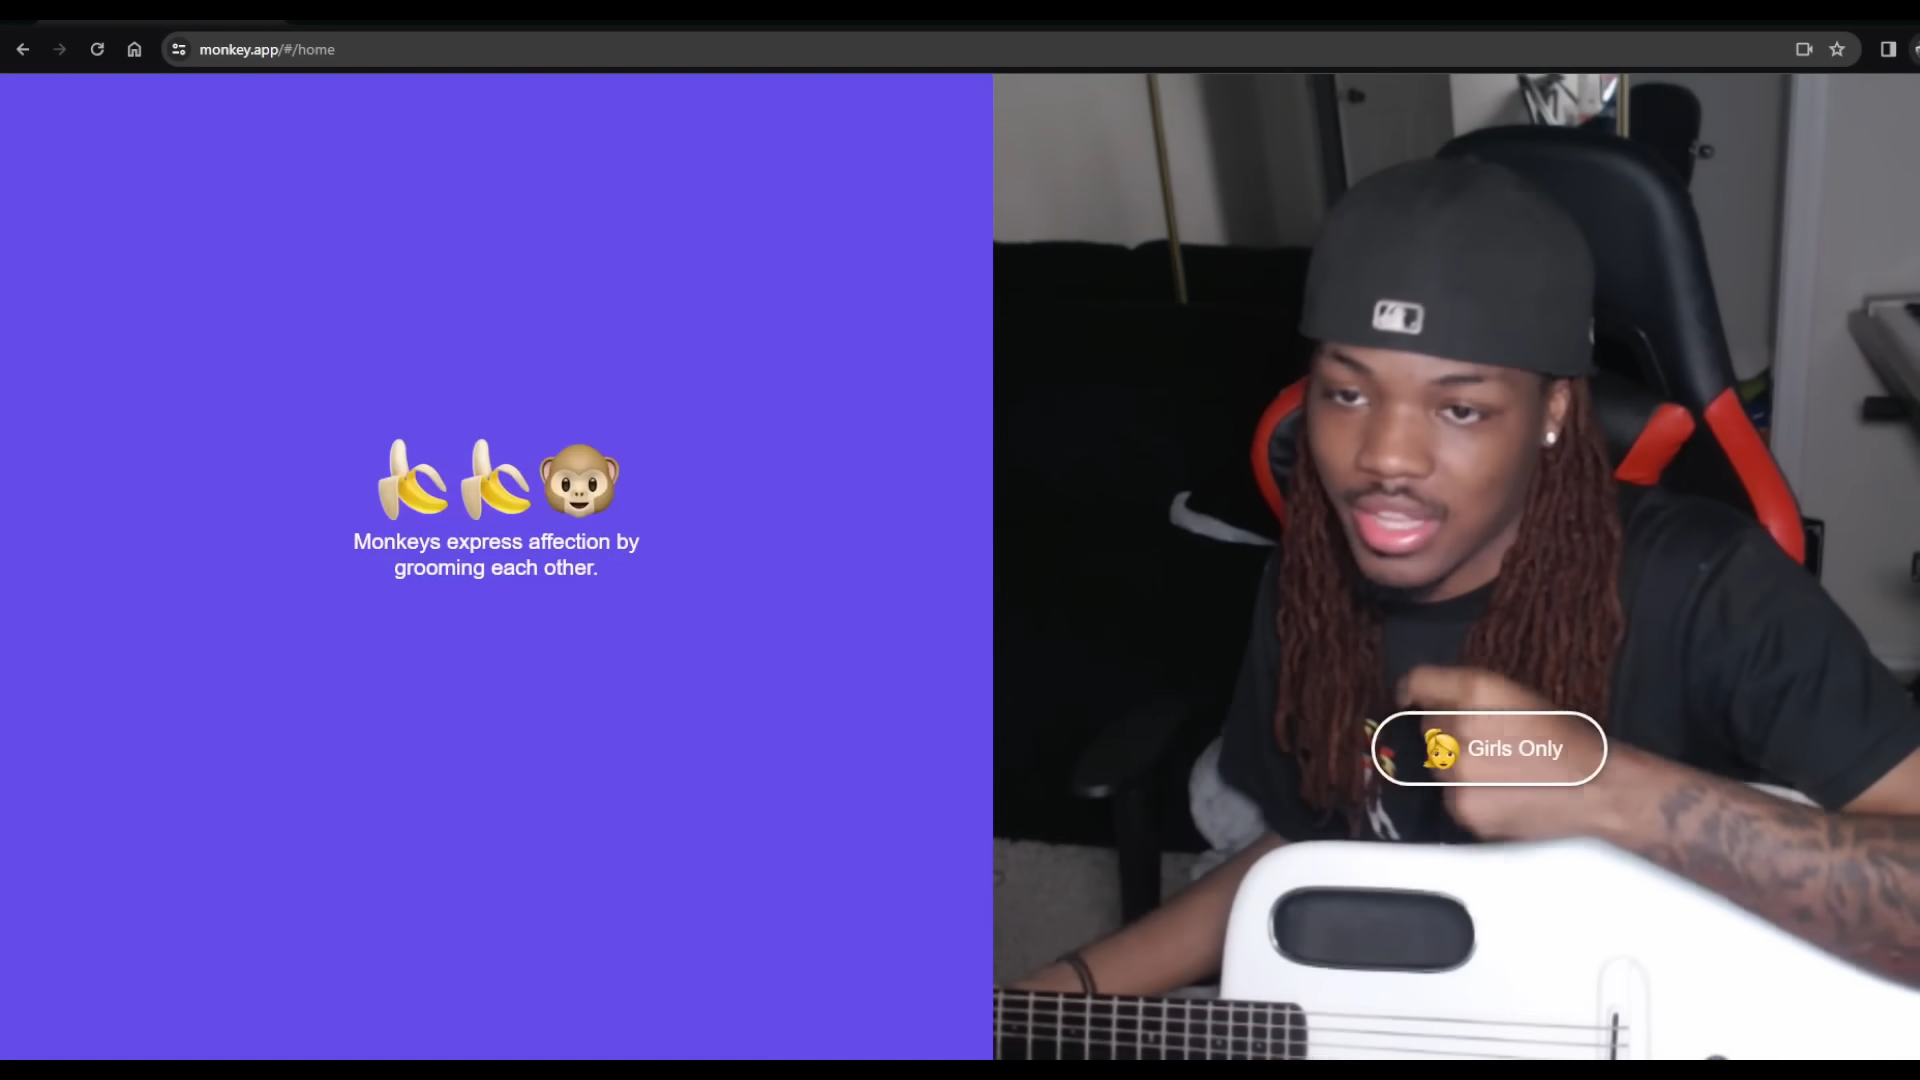 monkey.app/#/home
Monkeys express affection by
grooming each other.
Girls Only